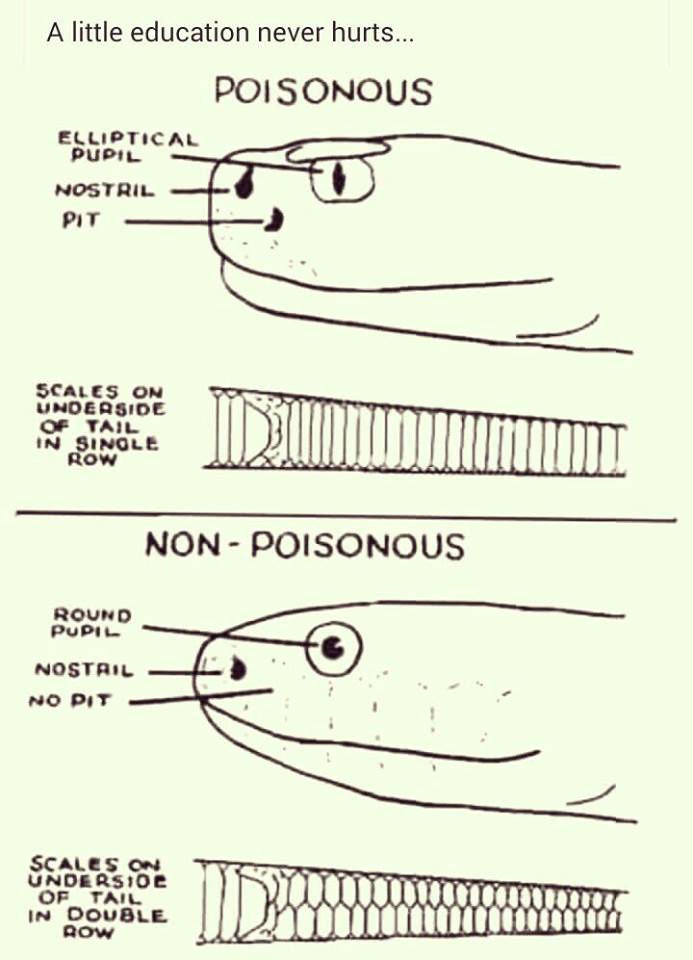 A little education never hurts...
POISONOUS
ELLIPTICAL
PUPIL
NOSTRIL
PIT
SCALES ON
UNDERSIDE
OF TAIL
IN SINGLE
ROW
NON-POISONOUS
ROUND
PUPIL
NOSTRIL
NO PIT
SCALES ON
UNDERSIDE
OF TAIL
IN DOUBLE
ROW